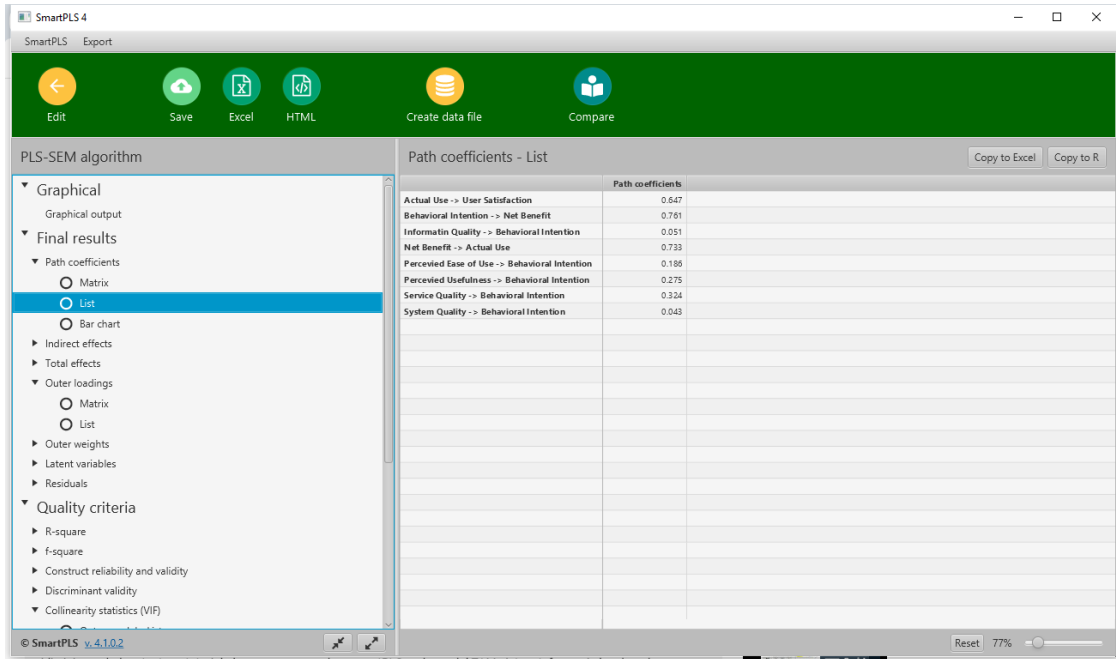 SmartPLS 4
SmartPLS Export
Edit Save Excel HTML Create data file Compare
PLS-SEM algorithm
Graphical
Graphical output
Final results
Path coefficients
Matrix
List
Bar chart
Indirect effects
Total effects
Outer loadings
Matrix
List
Outer weights
Latent variables
Residuals
Quality criteria
R-square
f-square
Construct reliability and validity
Discriminant validity
Collinearity statistics (VIF)
© SmartPLS v. 4.1.0.2
Path coefficients - List
Copy to Excel Copy to R
Path coefficients
Actual Use -> User Satisfaction 0.647
Behavioral Intention -> Net Benefit 0.761
Informatin Quality -> Behavioral Intention 0.051
Net Benefit -> Actual Use 0.733
Percevied Ease of Use -> Behavioral Intention 0.186
Percevied Usefulness -> Behavioral Intention 0.275
Service Quality -> Behavioral Intention 0.324
System Quality -> Behavioral Intention 0.043
Reset 77%